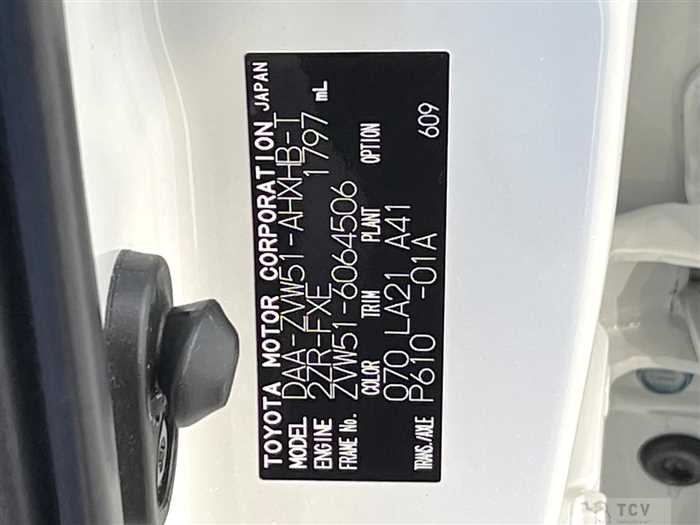 TOYOTA MOTOR CORPORATION JAPAN
MODEL DAA-ZVW51-AHXHB-T
ENGINE 2ZR-FXE 1797 mL
FRAME No. ZVW51-6064506
COLOR TRIM PLANT OPTION
070 LA21 A41
TRANS./AXLE P610 -01A 609
TCV